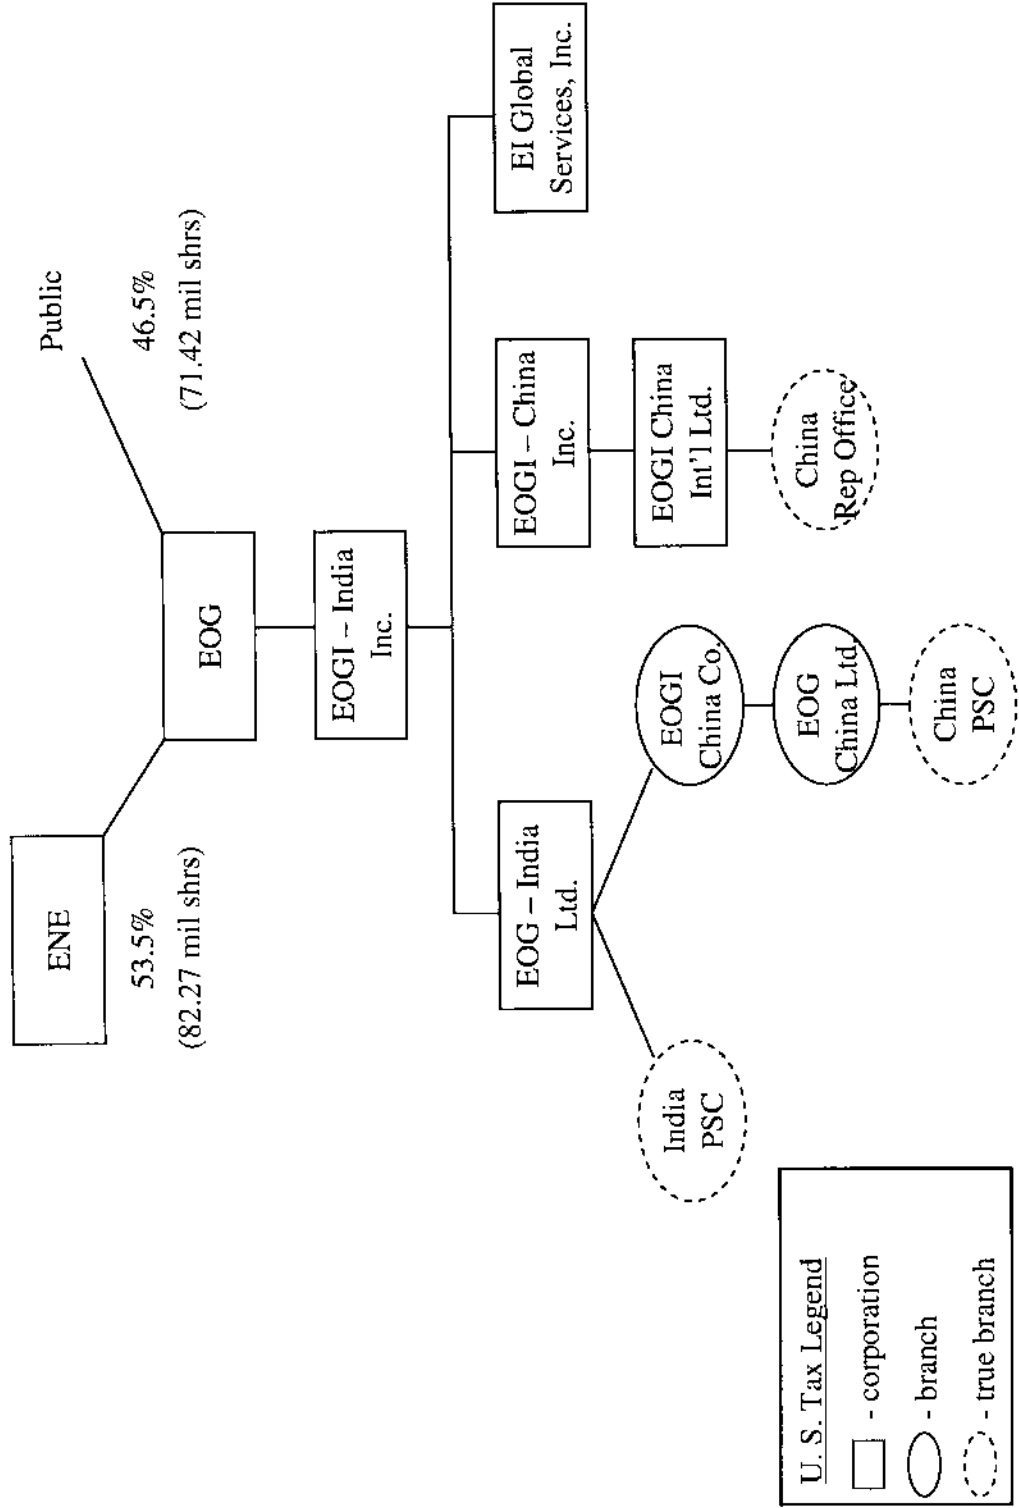 ENE
53.5%
(82.27 mil shrs)
Public
46.5%
(71.42 mil shrs)
EOG
EOGI – India
Inc.
EOG – India
Ltd.
EOGI – China
Inc.
EI Global
Services, Inc.
India
PSC
EOGI
China Co.
EOG
China Ltd.
China
PSC
EOGI China
Int'l Ltd.
China
Rep Office
U. S. Tax Legend
- corporation
- branch
- true branch